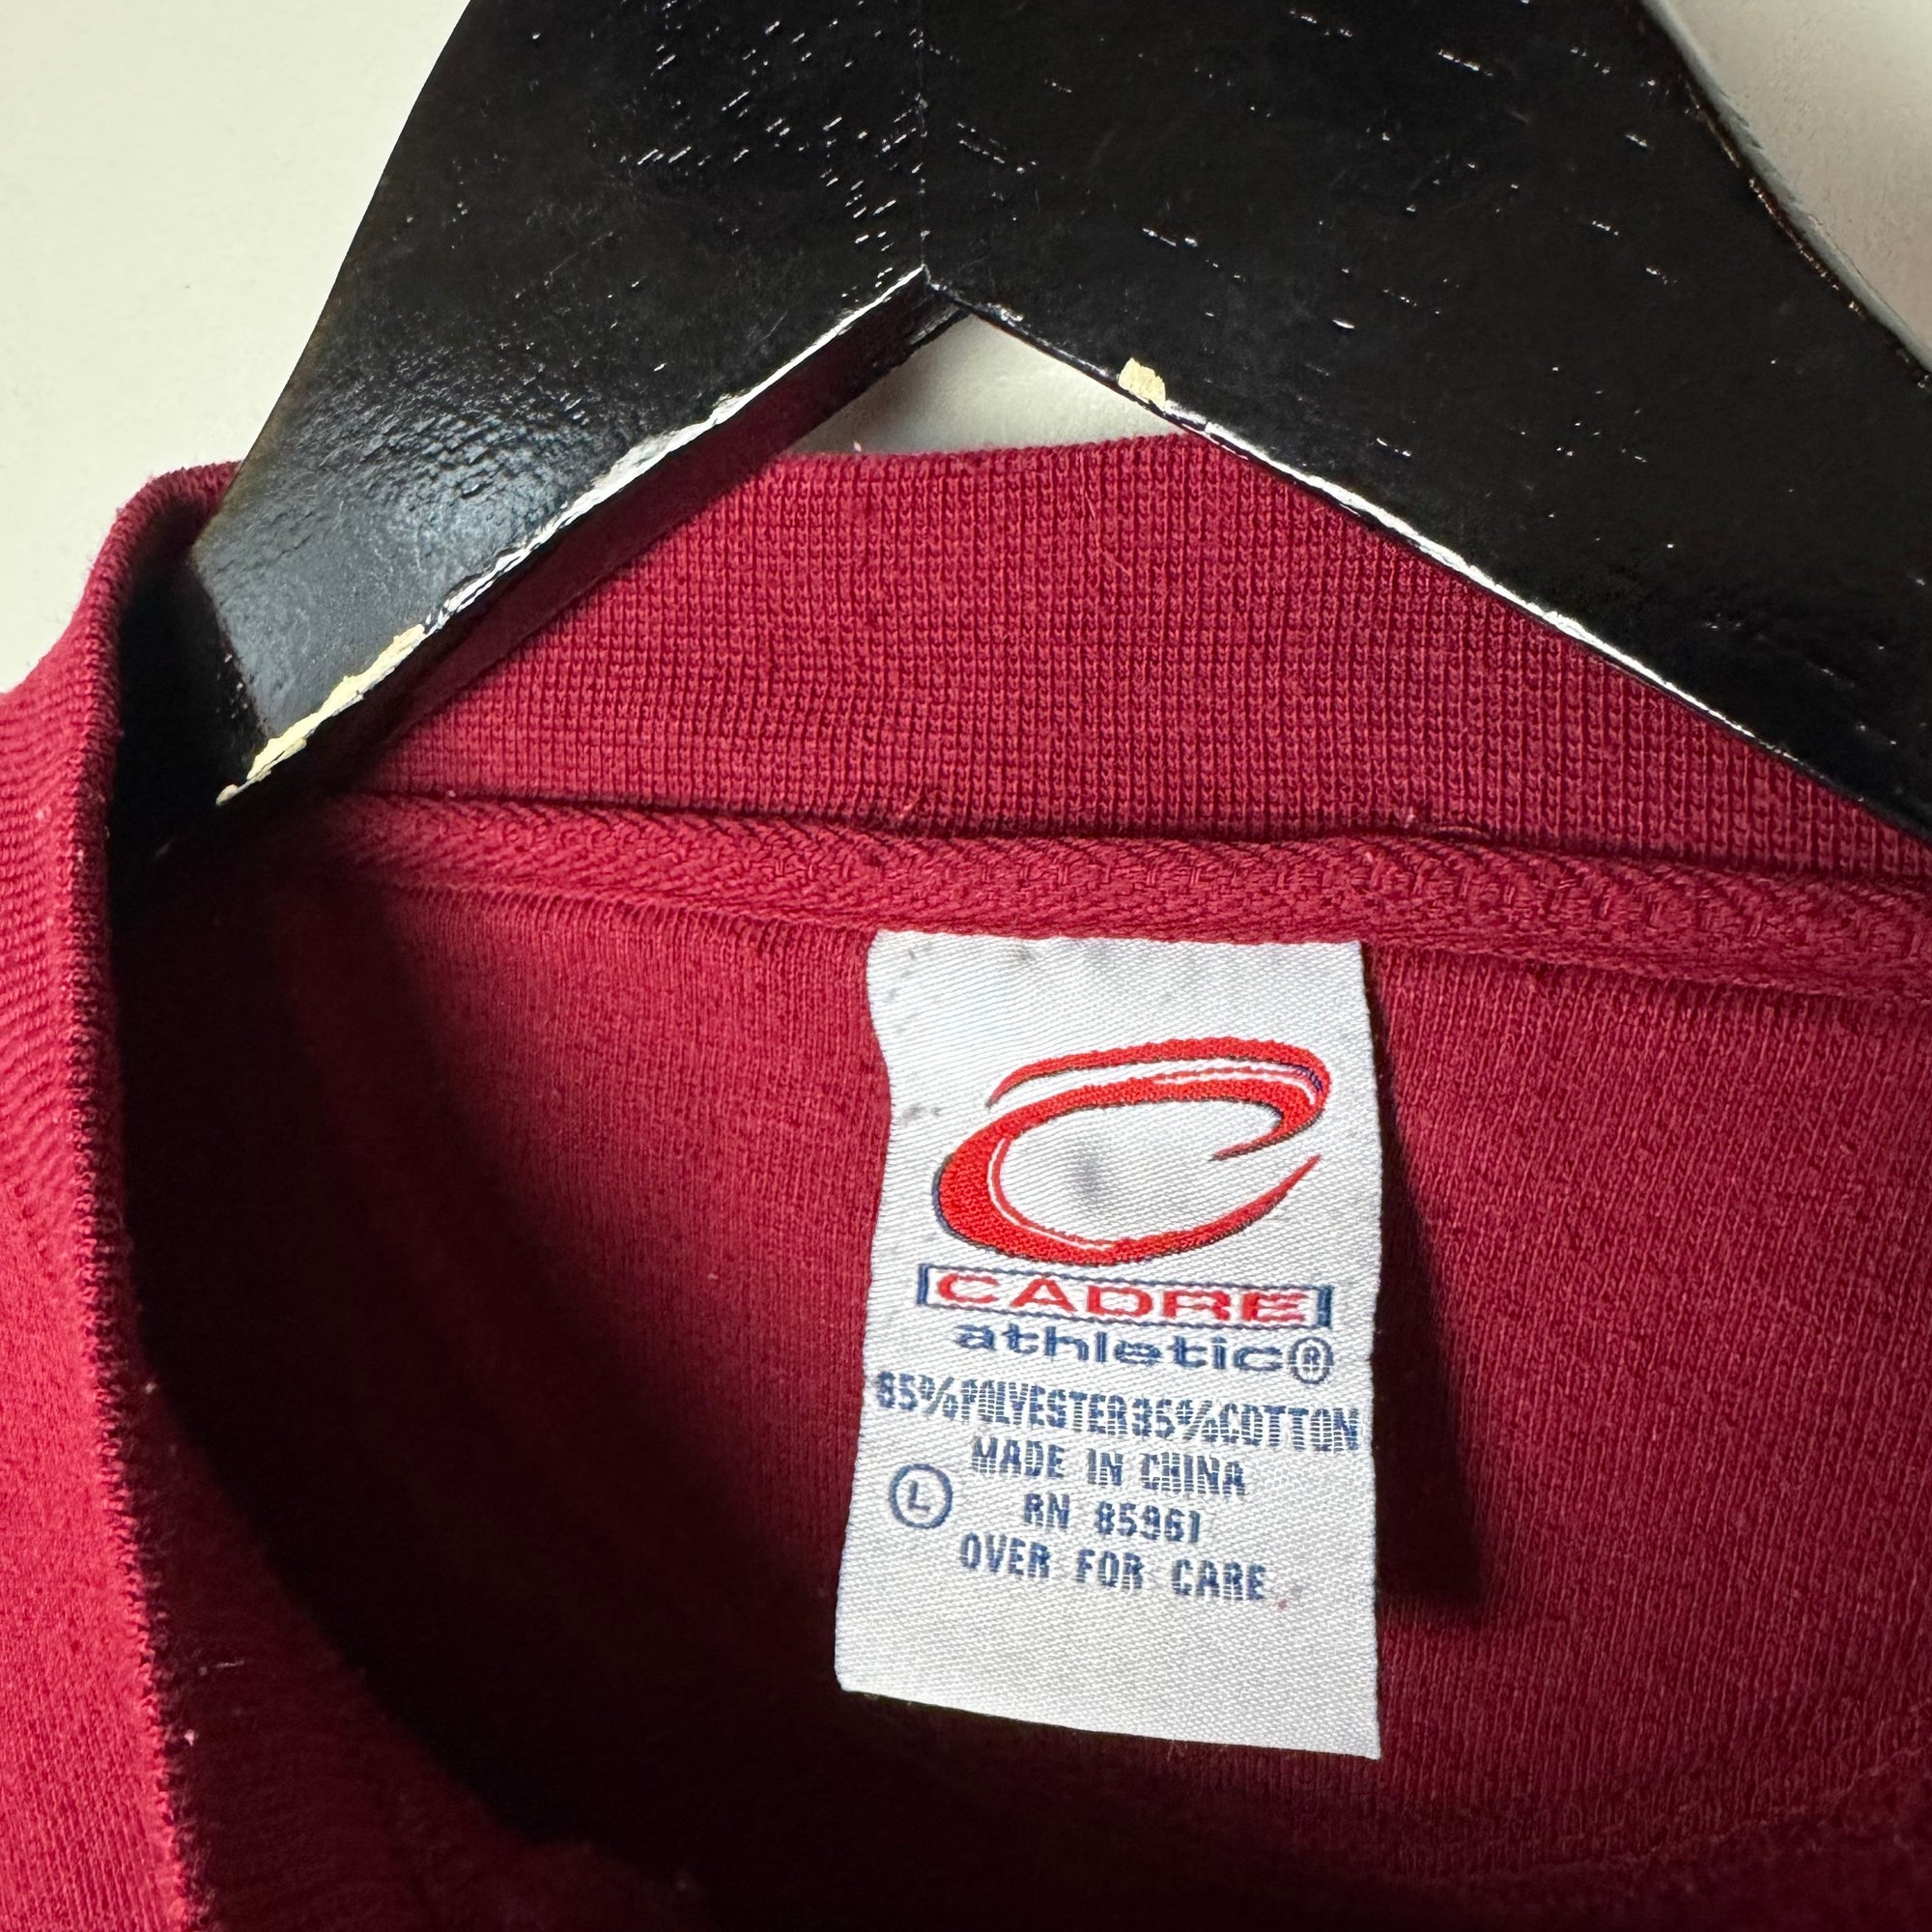 CADRE
athletic®
65%POLYESTER35%COTTON
MADE IN CHINA
L RN 85961
OVER FOR CARE